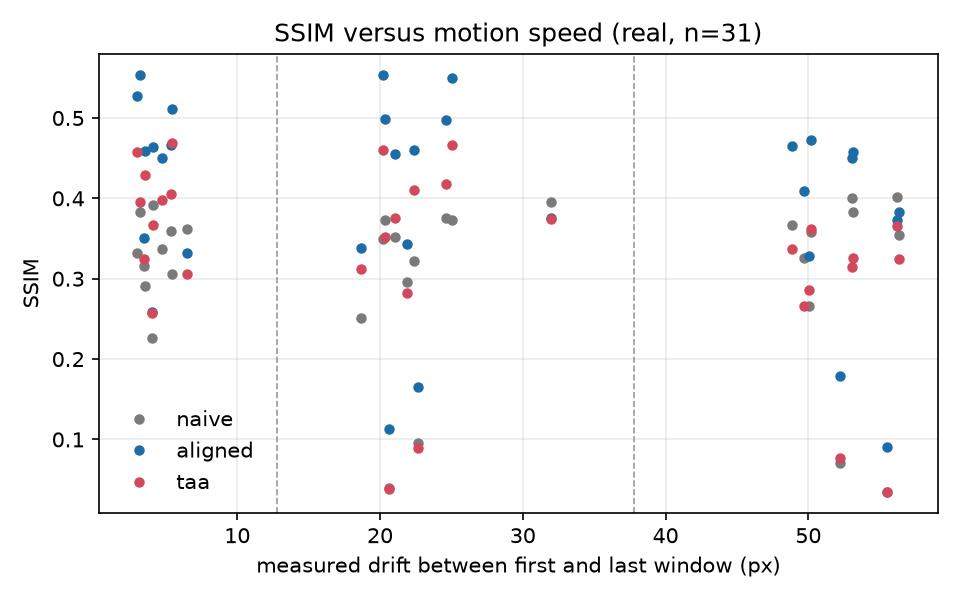 SSIM versus motion speed (real, n=31)
SSIM
0.5
0.4
0.3
0.2
0.1
naive
aligned
taa
10 20 30 40 50
measured drift between first and last window (px)